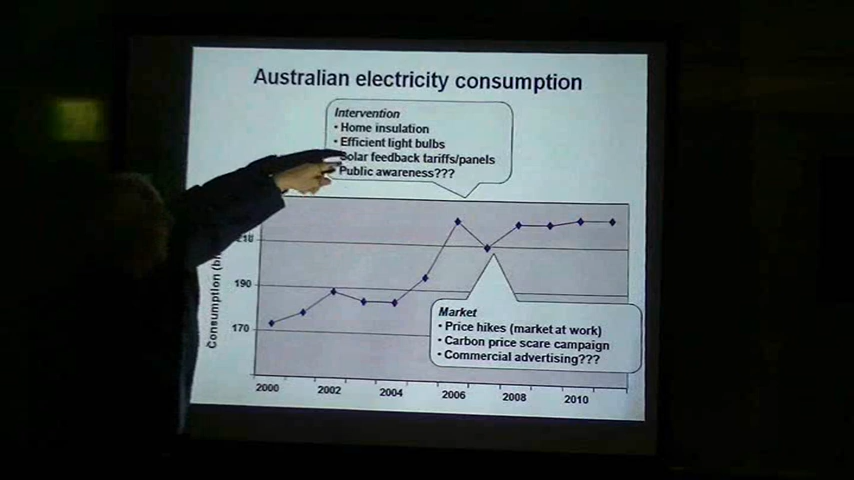 Australian electricity consumption
Intervention
• Home insulation
• Efficient light bulbs
Solar feedback tariffs/panels
Public awareness???
210
190
170
Consumption
Market
• Price hikes (market at work)
• Carbon price scare campaign
• Commercial advertising???
2000 2002 2004 2006 2008 2010